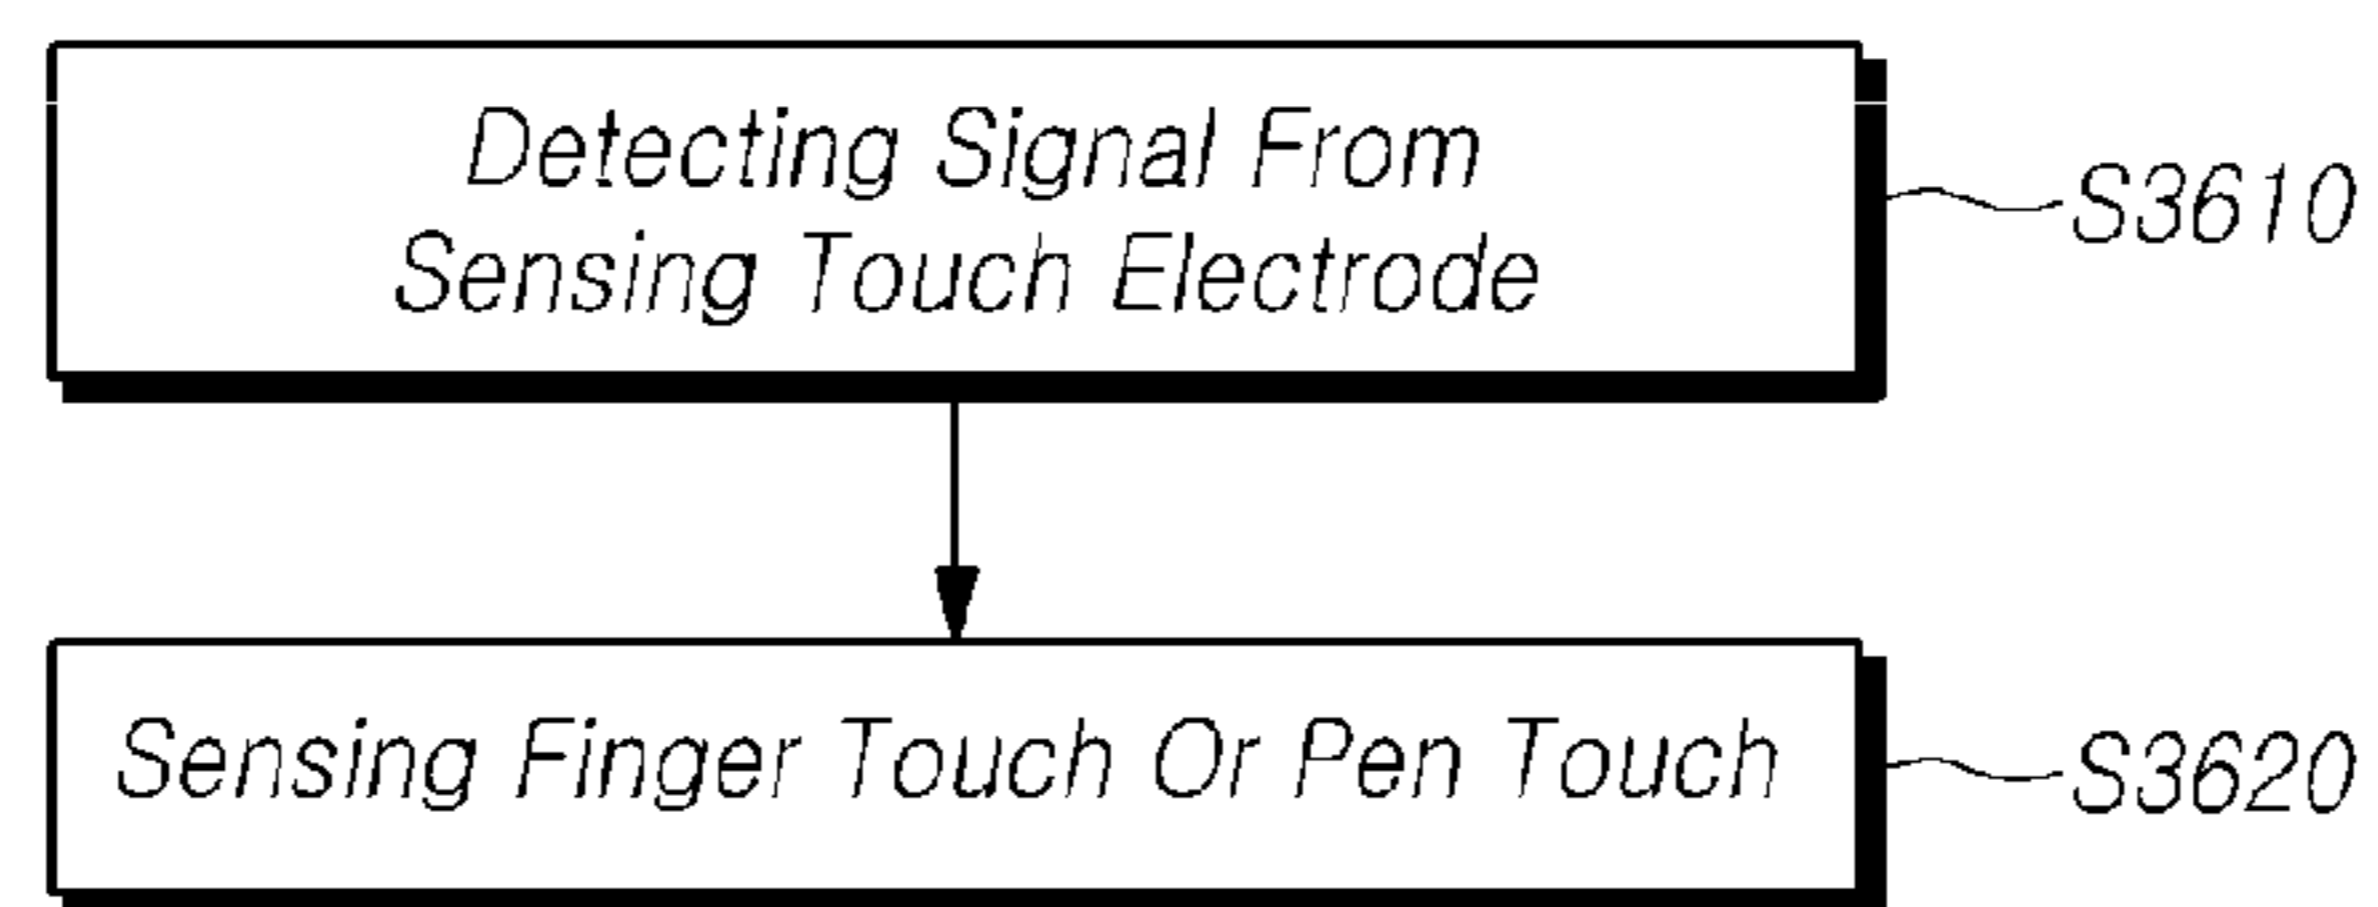 Detecting Signal From
Sensing Touch Electrode
S3610
Sensing Finger Touch Or Pen Touch
S3620